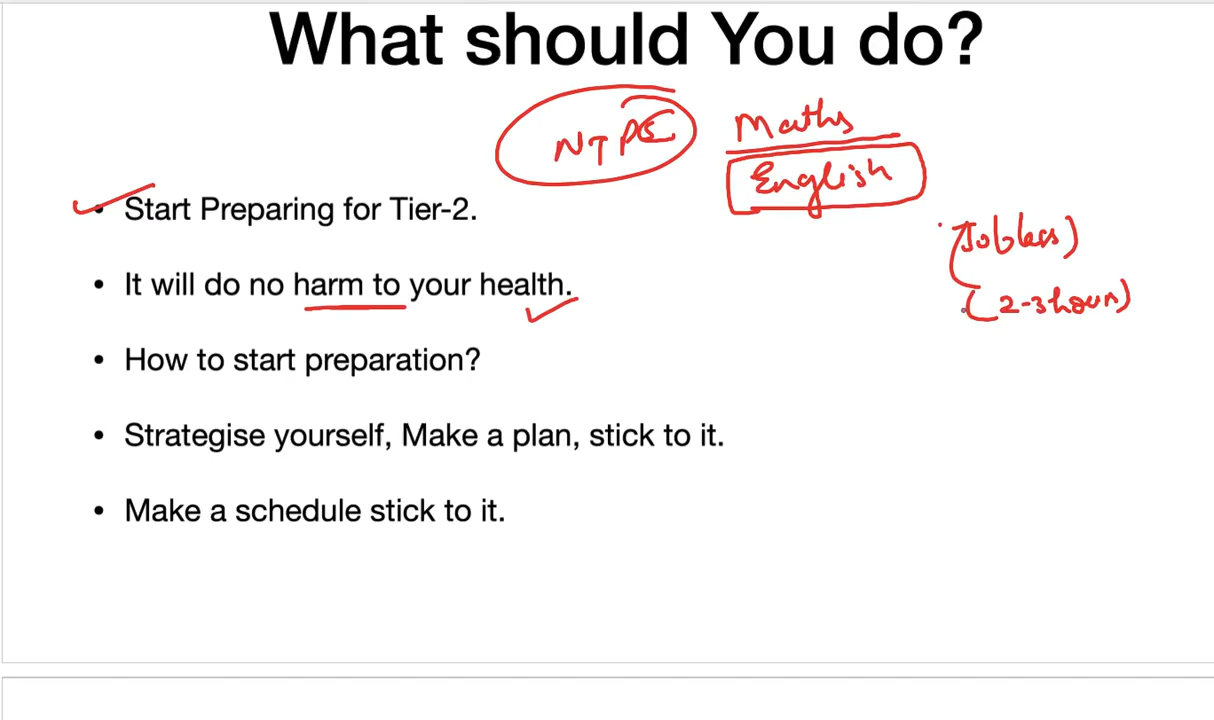 What should You do?
NTPC
Maths
English
• Start Preparing for Tier-2.
(Jobless)
• It will do no harm to your health.
(2-3 hours)
• How to start preparation?
• Strategise yourself, Make a plan, stick to it.
• Make a schedule stick to it.